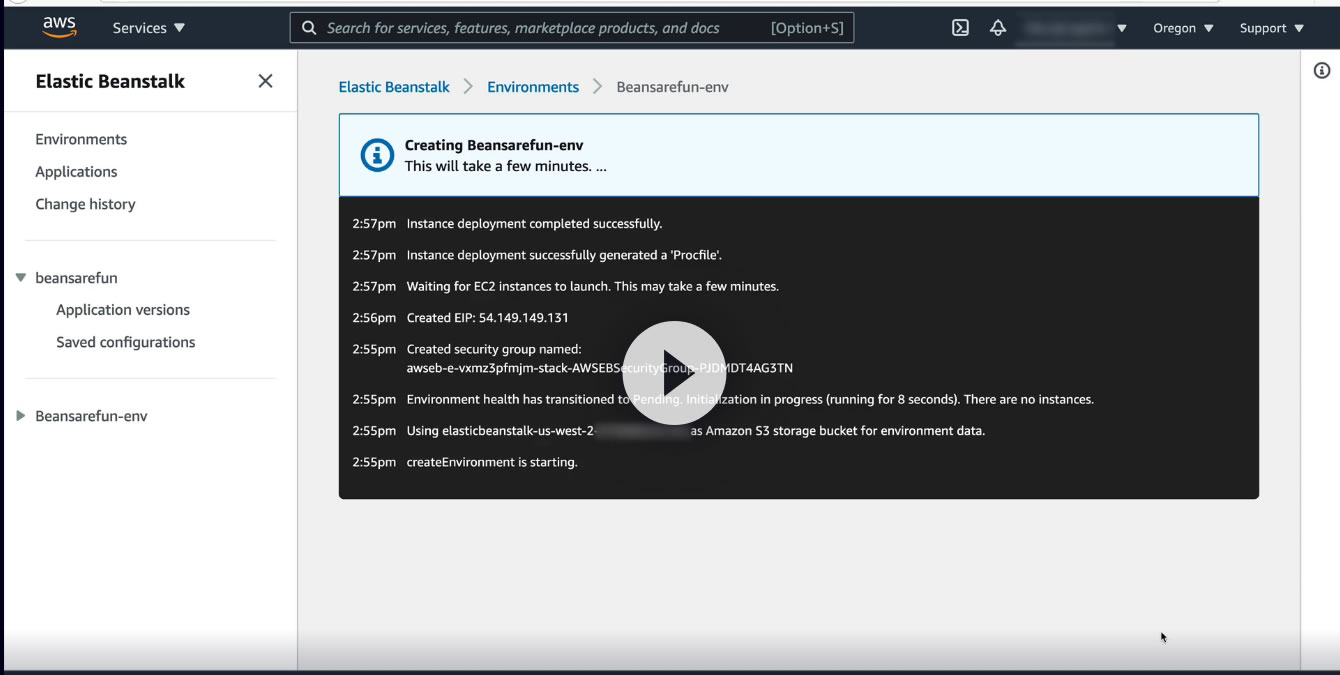 aws
Services
Search for services, features, marketplace products, and docs [Option+S]
Oregon
Support
Elastic Beanstalk
Environments
Applications
Change history
beansarefun
Application versions
Saved configurations
Beansarefun-env
Elastic Beanstalk > Environments > Beansarefun-env
Creating Beansarefun-env
This will take a few minutes. ...
2:57pm Instance deployment completed successfully.
2:57pm Instance deployment successfully generated a 'Procfile'.
2:57pm Waiting for EC2 instances to launch. This may take a few minutes.
2:56pm Created EIP: 54.149.149.131
2:55pm Created security group named:
awseb-e-vxmz3pfmjm-stack-AWSEBSecurityGroup-PJDMDT4AG3TN
2:55pm Environment health has transitioned to Pending. Initialization in progress (running for 8 seconds). There are no instances.
2:55pm Using elasticbeanstalk-us-west-2- as Amazon S3 storage bucket for environment data.
2:55pm createEnvironment is starting.